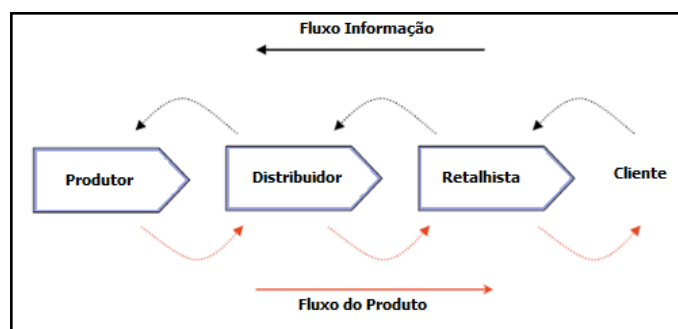 Fluxo Informação
Produtor
Distribuidor
Retalhista
Cliente
Fluxo do Produto